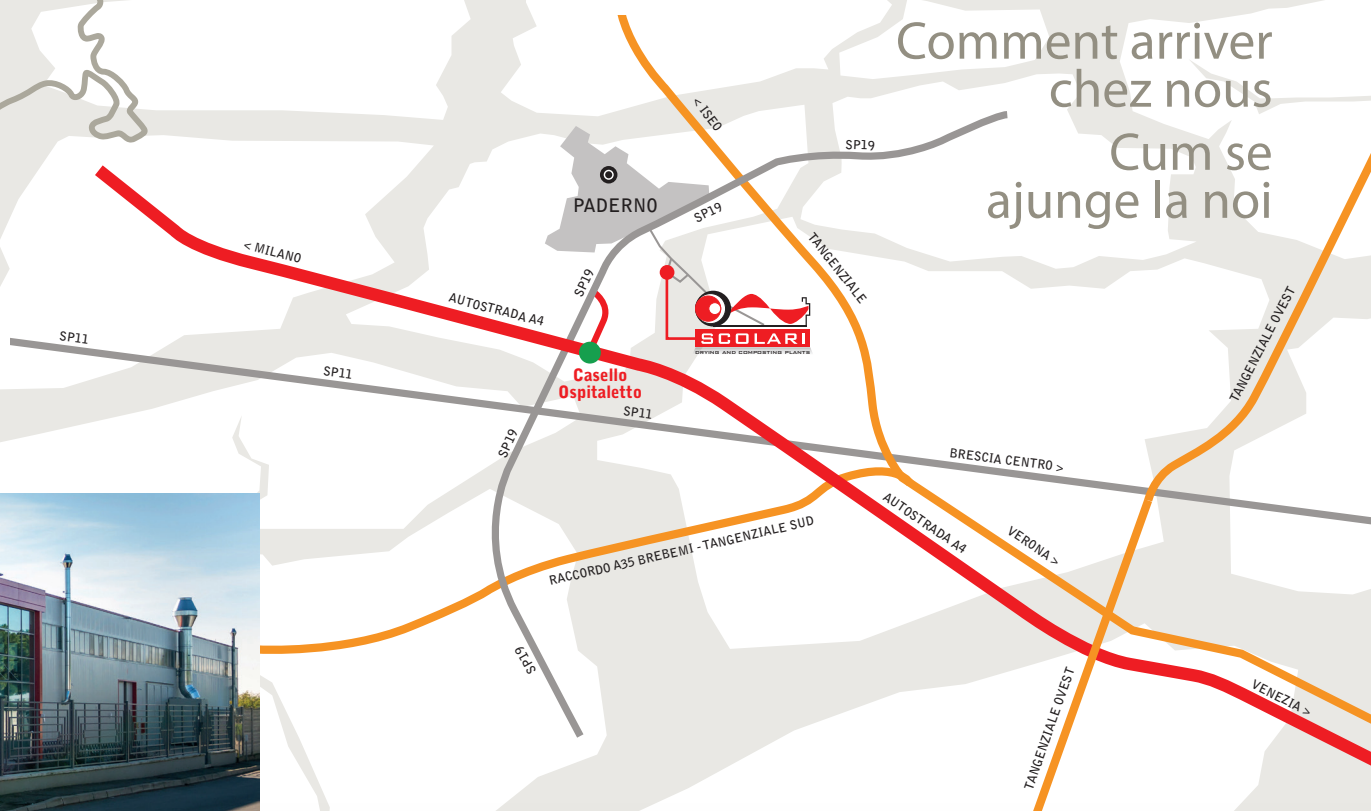 Comment arriver
chez nous
Cum se
ajunge la noi
< ISEO
SP19
PADERNO
SP19
< MILANO
TANGENZIALE
SP19
AUTOSTRADA A4
SCOLARI
DRYING AND COMPOSTING PLANTS
TANGENZIALE OVEST
SP11
SP11
Casello
Ospitaletto
SP11
SP19
BRESCIA CENTRO >
AUTOSTRADA A4
VERONA >
RACCORDO A35 BREBEMI - TANGENZIALE SUD
SP19
TANGENZIALE OVEST
VENEZIA >